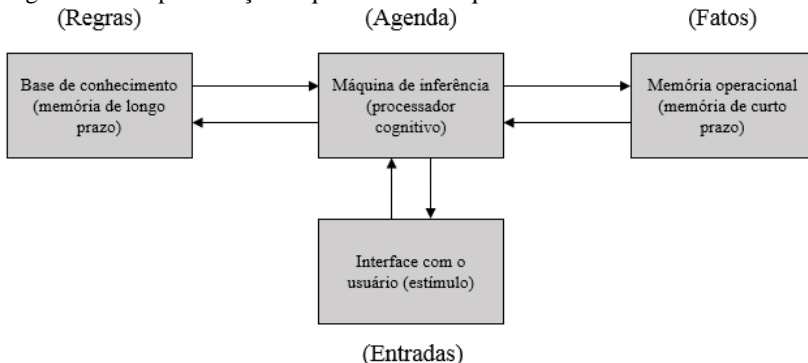 (Regras)
(Agenda)
(Fatos)
Base de conhecimento
(memória de longo
prazo)
Máquina de inferência
(processador
cognitivo)
Memória operacional
(memória de curto
prazo)
Interface com o
usuário (estímulo)
(Entradas)